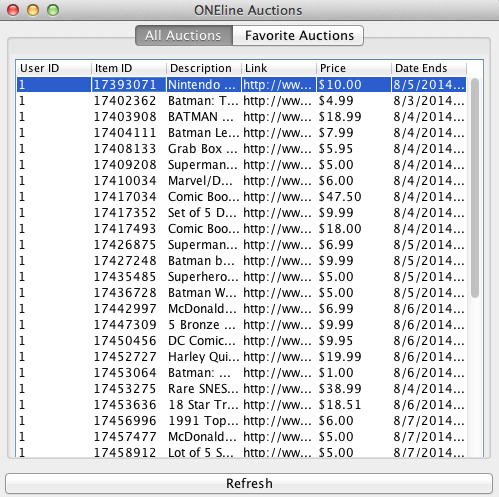 ONEline Auctions
All Auctions Favorite Auctions
User ID Item ID Description Link Price Date Ends
1 17393071 Nintendo ... http://ww... $10.00 8/5/2014...
1 17402362 Batman: T... http://ww... $4.99 8/3/2014...
1 17403908 BATMAN ... http://ww... $18.99 8/4/2014...
1 17404111 Batman Le... http://ww... $7.99 8/4/2014...
1 17408133 Grab Box ... http://ww... $5.95 8/4/2014...
1 17409208 Superman... http://ww... $5.00 8/4/2014...
1 17410034 Marvel/D... http://ww... $6.00 8/4/2014...
1 17417034 Comic Boo... http://ww... $47.50 8/4/2014...
1 17417352 Set of 5 D... http://ww... $9.99 8/4/2014...
1 17417493 Comic Boo... http://ww... $18.00 8/4/2014...
1 17426875 Superman... http://ww... $6.99 8/5/2014...
1 17427248 Batman b... http://ww... $9.99 8/5/2014...
1 17435485 Superhero... http://ww... $5.00 8/5/2014...
1 17436728 Batman W... http://ww... $5.00 8/5/2014...
1 17442997 McDonald... http://ww... $6.99 8/6/2014...
1 17447309 5 Bronze ... http://ww... $9.99 8/6/2014...
1 17450456 DC Comic... http://ww... $9.95 8/6/2014...
1 17452727 Harley Qui... http://ww... $19.99 8/6/2014...
1 17453064 Batman: ... http://ww... $1.00 8/6/2014...
1 17453275 Rare SNES... http://ww... $38.99 8/4/2014...
1 17453636 18 Star Tr... http://ww... $18.51 8/6/2014...
1 17456996 1991 Top... http://ww... $6.00 8/7/2014...
1 17457477 McDonald... http://ww... $5.00 8/7/2014...
1 17458912 Lot of 5 S... http://ww... $5.00 8/7/2014...
Refresh